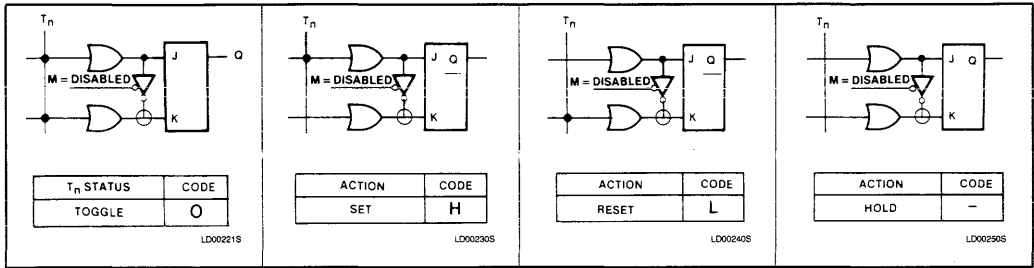 Tn
J
Q
M = DISABLED
K
Tn STATUS CODE
TOGGLE O
LD00221S
Tn
J Q
M = DISABLED
K
ACTION CODE
SET H
LD00230S
Tn
J Q
M = DISABLED
K
ACTION CODE
RESET L
LD00240S
Tn
J Q
M = DISABLED
K
ACTION CODE
HOLD –
LD00250S